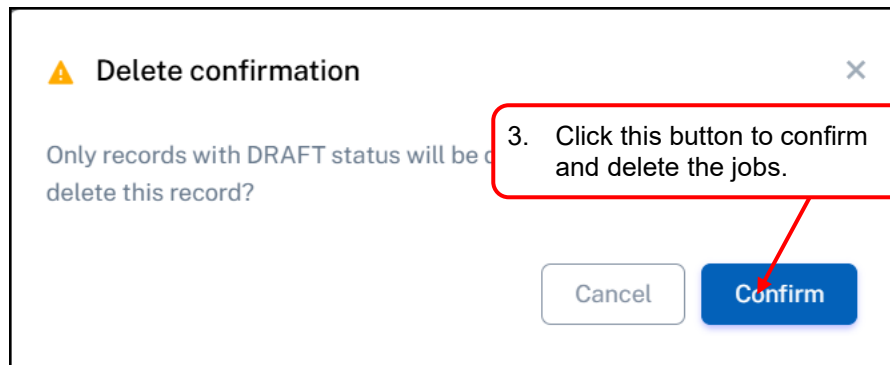 Delete confirmation
3. Click this button to confirm
and delete the jobs.
Only records with DRAFT status will be
delete this record?
Cancel
Confirm